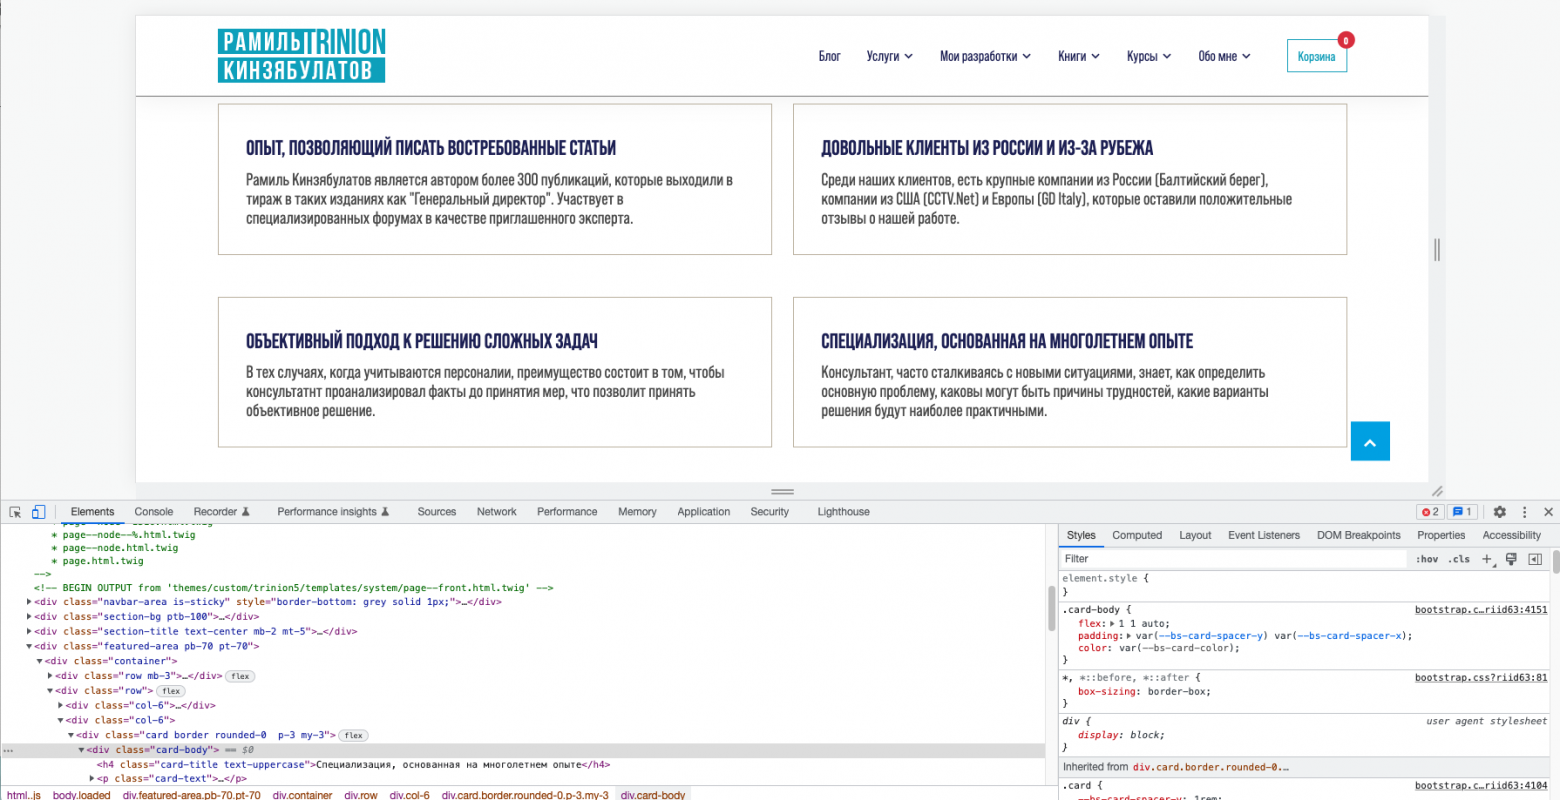 РАМИЛЬTRINION
КИНЗЯБУЛАТОВ
Блог Услуги Мои разработки Книги Курсы Обо мне Корзина 0
ОПЫТ, ПОЗВОЛЯЮЩИЙ ПИСАТЬ ВОСТРЕБОВАННЫЕ СТАТЬИ
Рамиль Кинзябулатов является автором более 300 публикаций, которые выходили в
тираж в таких изданиях как "Генеральный директор". Участвует в
специализированных форумах в качестве приглашенного эксперта.
ДОВОЛЬНЫЕ КЛИЕНТЫ ИЗ РОССИИ И ИЗ-ЗА РУБЕЖА
Среди наших клиентов, есть крупные компании из России (Балтийский берег),
компании из США (CCTV.Net) и Европы (GD Italy), которые оставили положительные
отзывы о нашей работе.
ОБЪЕКТИВНЫЙ ПОДХОД К РЕШЕНИЮ СЛОЖНЫХ ЗАДАЧ
В тех случаях, когда учитываются персоналии, преимущество состоит в том, чтобы
консультатнт проанализировал факты до принятия мер, что позволит принять
объективное решение.
СПЕЦИАЛИЗАЦИЯ, ОСНОВАННАЯ НА МНОГОЛЕТНЕМ ОПЫТЕ
Консультант, часто сталкиваясь с новыми ситуациями, знает, как определить
основную проблему, каковы могут быть причины трудностей, какие варианты
решения будут наиболее практичными.
Elements Console Recorder Performance insights Sources Network Performance Memory Application Security Lighthouse 2 1
* page--node--%.html.twig
* page--node.html.twig
* page.html.twig
-->
<!-- BEGIN OUTPUT from 'themes/custom/trinion5/templates/system/page--front.html.twig' -->
<div class="navbar-area is-sticky" style="border-bottom: grey solid 1px;">…</div>
<div class="section-bg ptb-100">…</div>
<div class="section-title text-center mb-2 mt-5">…</div>
<div class="featured-area pb-70 pt-70">
<div class="container">
<div class="row mb-3">…</div> flex
<div class="row"> flex
<div class="col-6">…</div>
<div class="col-6">
<div class="card border rounded-0  p-3 my-3"> flex
... <div class="card-body"> == $0
<h4 class="card-title text-uppercase">Специализация, основанная на многолетнем опыте</h4>
<p class="card-text">…</p>
html.js body.loaded div.featured-area.pb-70.pt-70 div.container div.row div.col-6 div.card.border.rounded-0.p-3.my-3 div.card-body
Styles Computed Layout Event Listeners DOM Breakpoints Properties Accessibility
Filter :hov .cls +
element.style {
}
.card-body { bootstrap.c…riid63:4151
flex: 1 1 auto;
padding: var(--bs-card-spacer-y) var(--bs-card-spacer-x);
color: var(--bs-card-color);
}
*, *::before, *::after { bootstrap.css?riid63:81
box-sizing: border-box;
}
div { user agent stylesheet
display: block;
}
Inherited from div.card.border.rounded-0.…
.card { bootstrap.c…riid63:4104
--bs-card-spacer-y: 1rem;